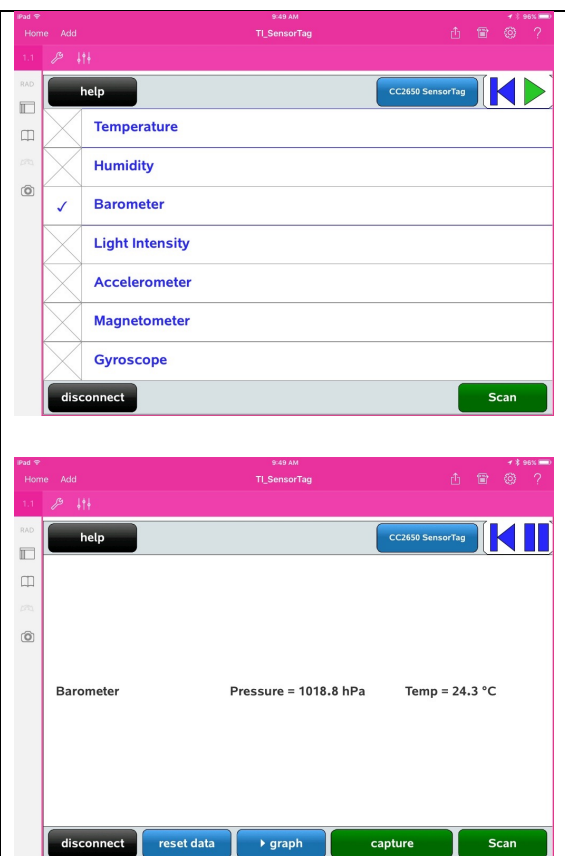 iPad 9:49 AM 96%
Home Add TI_SensorTag ?
1.1
RAD
help CC2650 SensorTag
Temperature
Humidity
Barometer
Light Intensity
Accelerometer
Magnetometer
Gyroscope
disconnect Scan
iPad 9:49 AM 96%
Home Add TI_SensorTag ?
1.1
RAD
help CC2650 SensorTag
Barometer Pressure = 1018.8 hPa Temp = 24.3 °C
disconnect reset data graph capture Scan